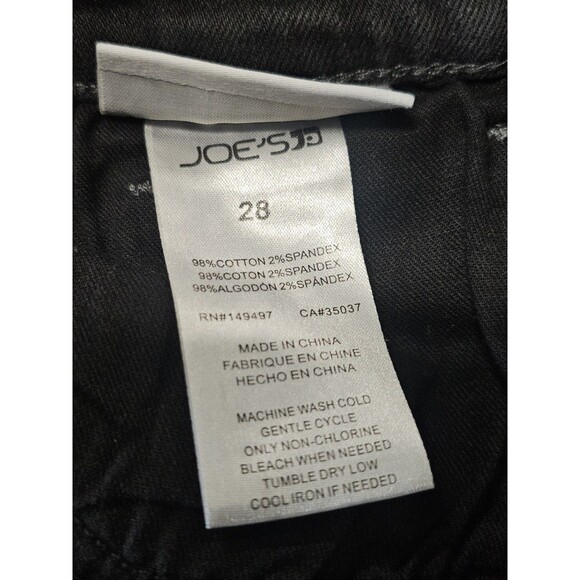 JOE'S
28
98%COTTON 2%SPANDEX
98%COTON 2%SPANDEX
98%ALGODÓN 2%SPÁNDEX
RN#149497 CA#35037
MADE IN CHINA
FABRIQUE EN CHINE
HECHO EN CHINA
MACHINE WASH COLD
GENTLE CYCLE
ONLY NON-CHLORINE
BLEACH WHEN NEEDED
TUMBLE DRY LOW
COOL IRON IF NEEDED